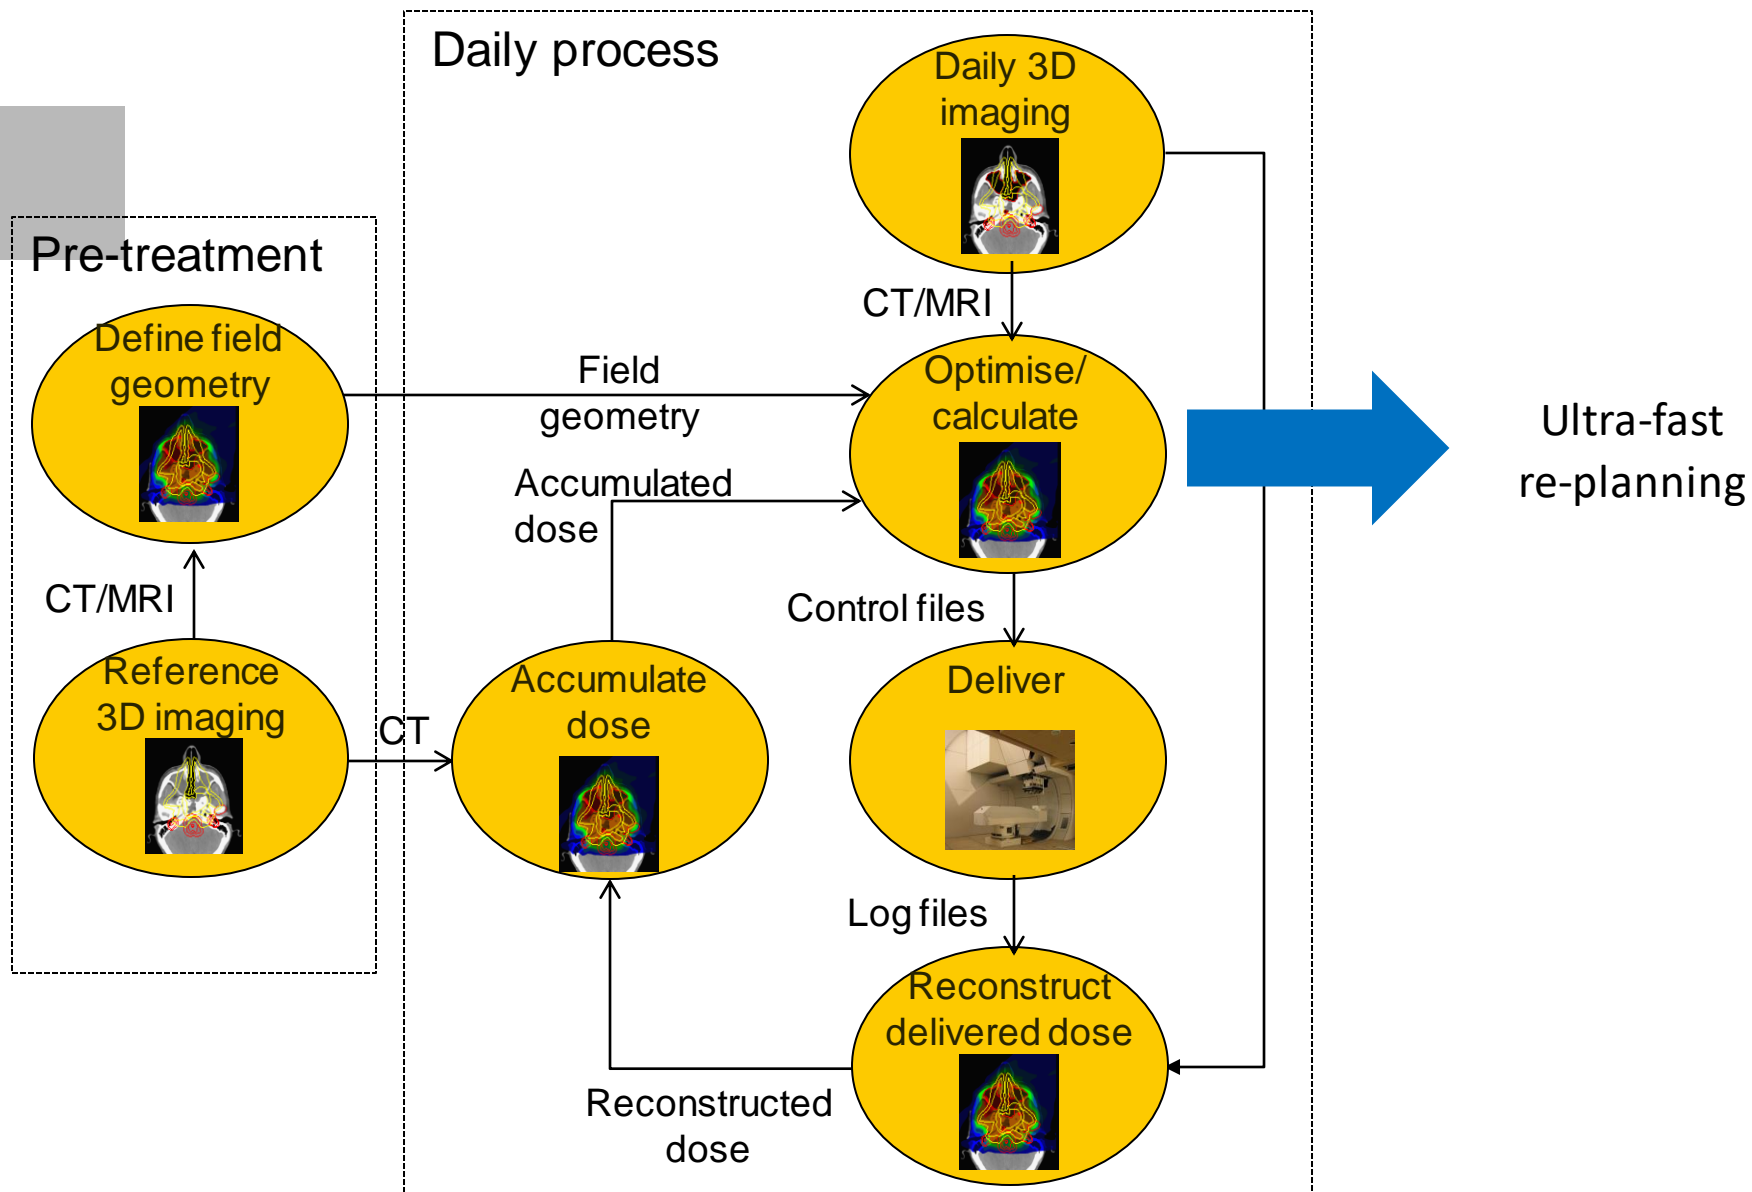 Daily process
Daily 3D
imaging
Pre-treatment
CT/MRI
Define field
geometry
Field
geometry
Optimise/
calculate
Ultra-fast
re-planning
Accumulated
dose
CT/MRI
Control files
Reference
3D imaging
CT
Accumulate
dose
Deliver
Log files
Reconstruct
delivered dose
Reconstructed
dose